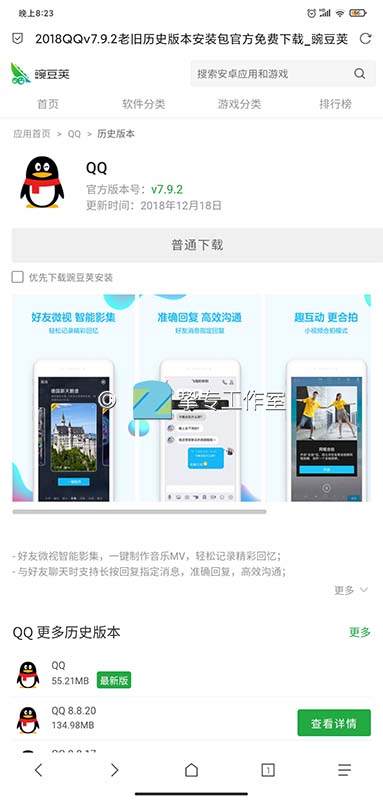 晚上8:23
2018QQv7.9.2老旧历史版本安装包官方免费下载_豌豆荚
豌豆荚
搜索安卓应用和游戏
首页 软件分类 游戏分类 排行榜
应用首页 > QQ > 历史版本
QQ
官方版本号：v7.9.2
更新时间：2018年12月18日
普通下载
优先下载豌豆荚安装
好友微视 智能影集
轻松记录精彩回忆
准确回复 高效沟通
好友消息指定回复
趣互动 更合拍
小视频合拍模式
德国新天鹅堡
© 挚专工作室
- 好友微视智能影集，一键制作音乐MV，轻松记录精彩回忆；
- 与好友聊天时支持长按回复指定消息，准确回复，高效沟通；
更多
QQ 更多历史版本 更多
QQ
55.21MB 最新版
QQ 8.8.20
134.98MB
查看详情
1